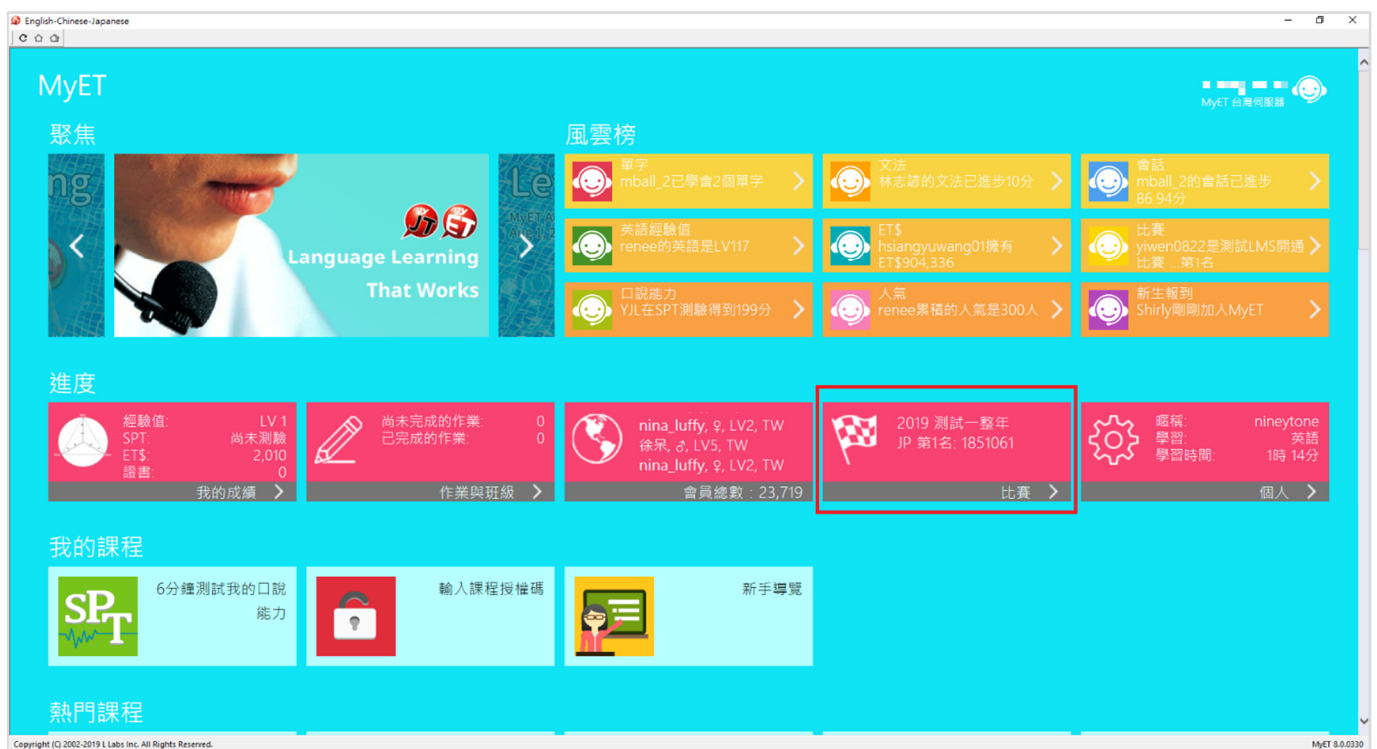 English-Chinese-Japanese
MyET
MyET 台灣伺服器
聚焦
ng
Language Learning
That Works
Le
風雲榜
單字
mball_2已學會2個單字
文法
林志諺的文法已進步10分
會話
mball_2的會話已進步
86.94分
英語經驗值
renee的英語是LV117
ET$
hsiangyuwang01擁有
ET$904,336
比賽
yiwen0822是測試LMS開通
比賽 ...第1名
口說能力
YJL在SPT測驗得到199分
人氣
renee累積的人氣是300人
新生報到
Shirly剛剛加入MyET
進度
經驗值: LV 1
SPT: 尚未測驗
ET$: 2,010
證書: 0
我的成績
尚未完成的作業: 0
已完成的作業: 0
作業與班級
nina_luffy, ♀, LV2, TW
徐呆, ♂, LV5, TW
nina_luffy, ♀, LV2, TW
會員總數：23,719
2019 測試一整年
JP 第1名: 1851061
比賽
暱稱: nineytone
學習: 英語
學習時間: 1時 14分
個人
我的課程
SPT
6分鐘測試我的口說
能力
輸入課程授權碼
新手導覽
熱門課程
Copyright (C) 2002-2019 L Labs Inc. All Rights Reserved.
MyET 8.0.0330